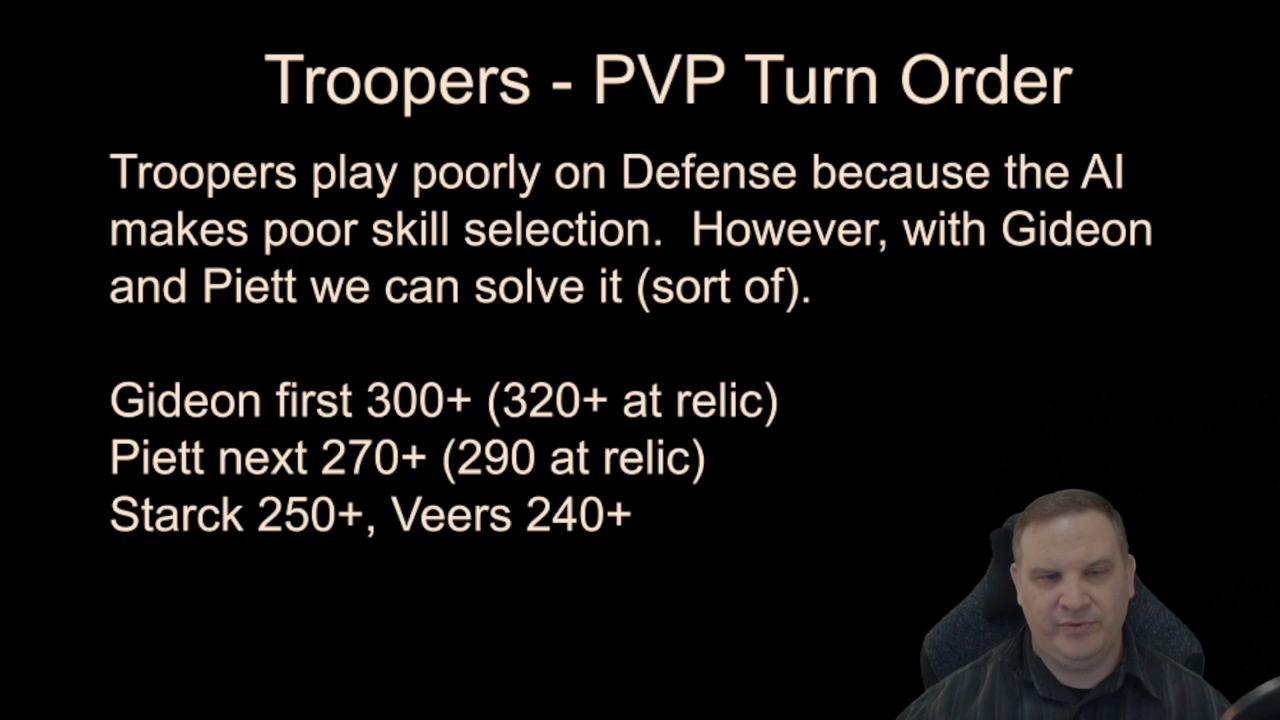 Troopers - PVP Turn Order
Troopers play poorly on Defense because the AI
makes poor skill selection.  However, with Gideon
and Piett we can solve it (sort of).
Gideon first 300+ (320+ at relic)
Piett next 270+ (290 at relic)
Starck 250+, Veers 240+